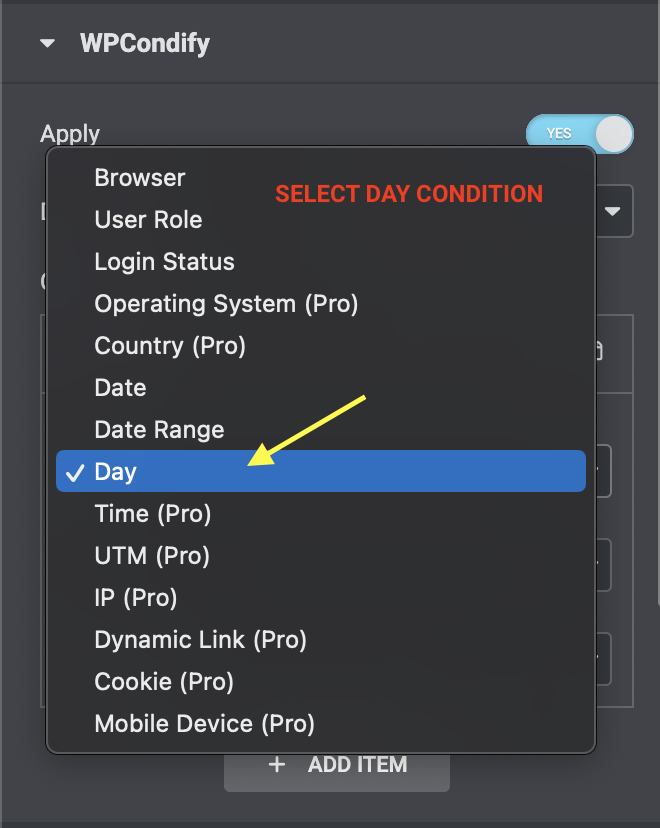 WPCondify
Apply
YES
Browser
SELECT DAY CONDITION
User Role
Login Status
Operating System (Pro)
Country (Pro)
Date
Date Range
Day
Time (Pro)
UTM (Pro)
IP (Pro)
Dynamic Link (Pro)
Cookie (Pro)
Mobile Device (Pro)
+ ADD ITEM